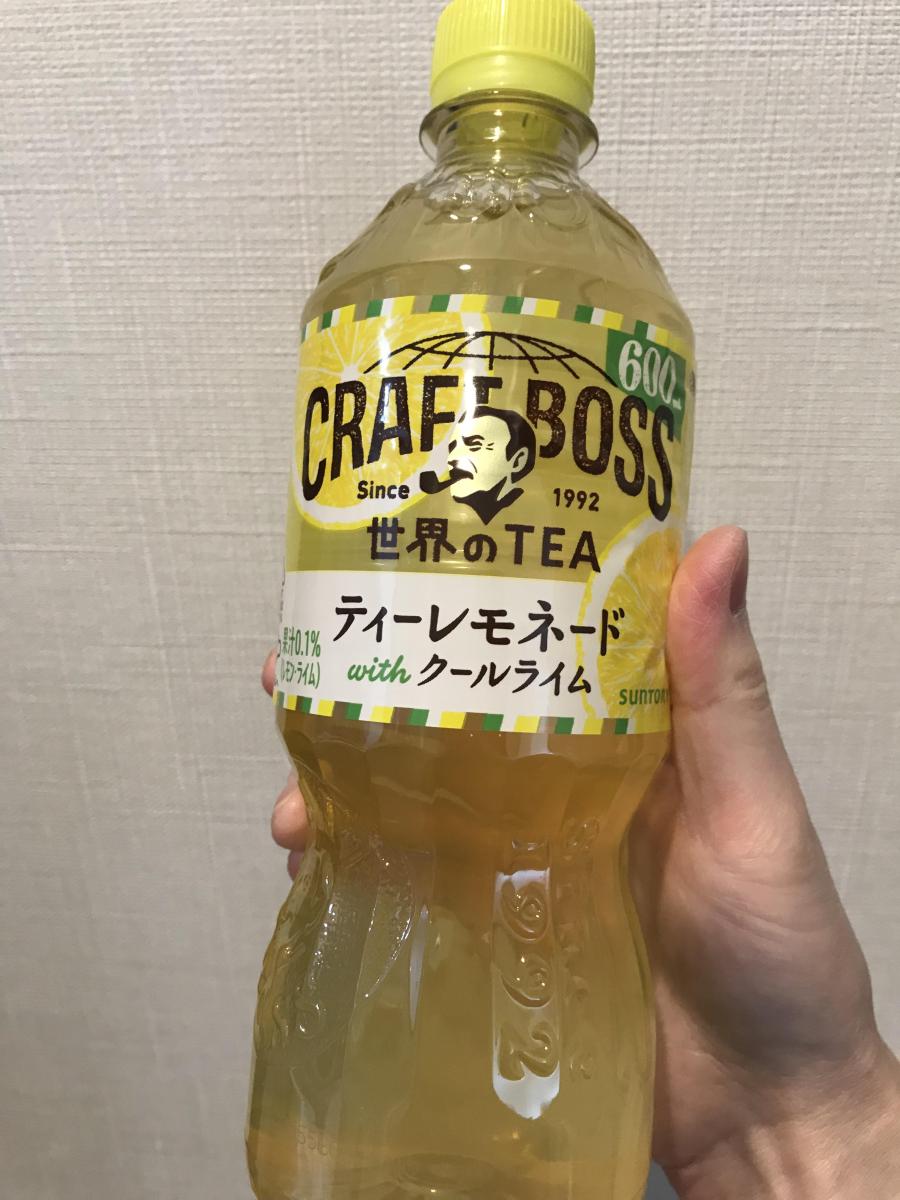 600ml
CRAFT BOSS
Since 1992
世界のTEA
ティーレモネード
果汁0.1%
(レモン・ライム)
with クールライム
SUNTORY
1992